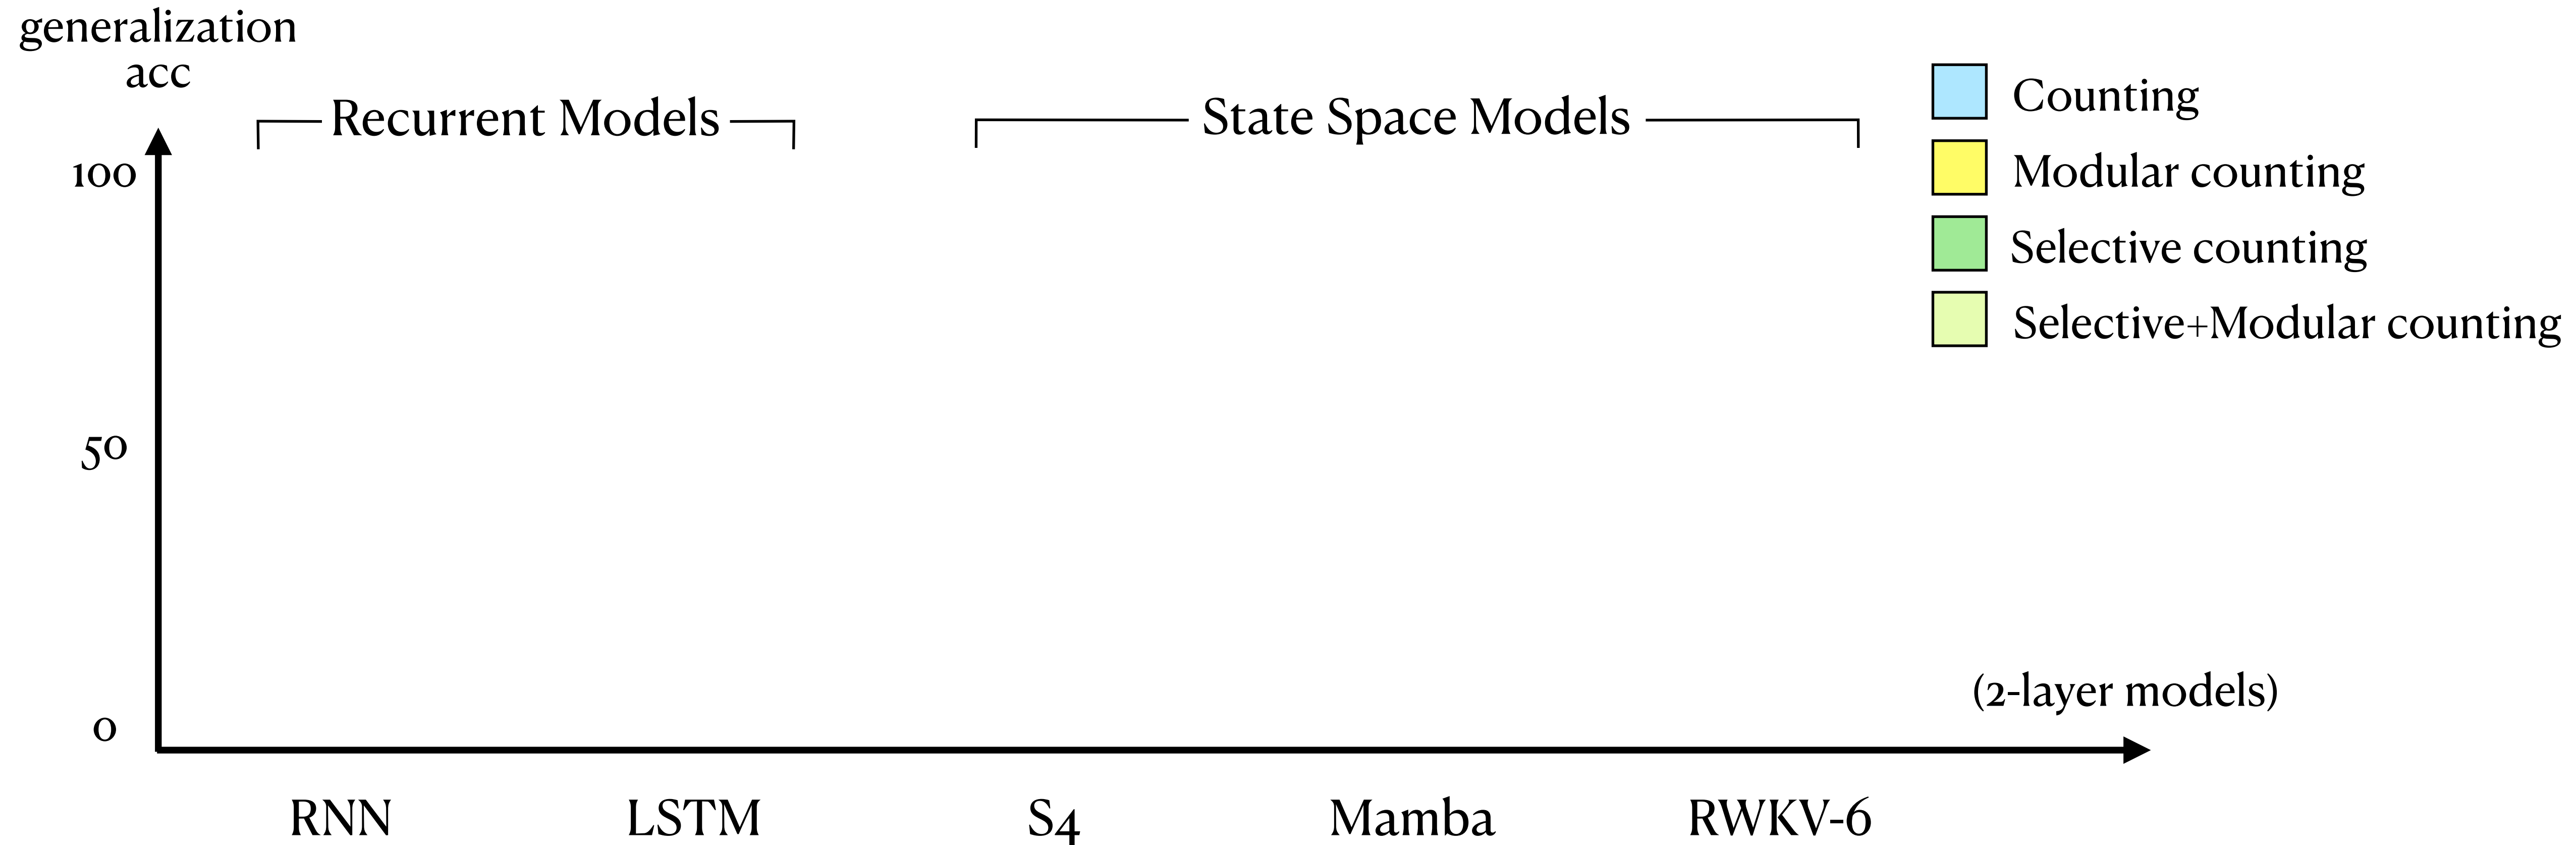 generalization
acc
Recurrent Models
State Space Models
Counting
Modular counting
Selective counting
Selective+Modular counting
100
50
0
(2-layer models)
RNN
LSTM
S4
Mamba
RWKV-6